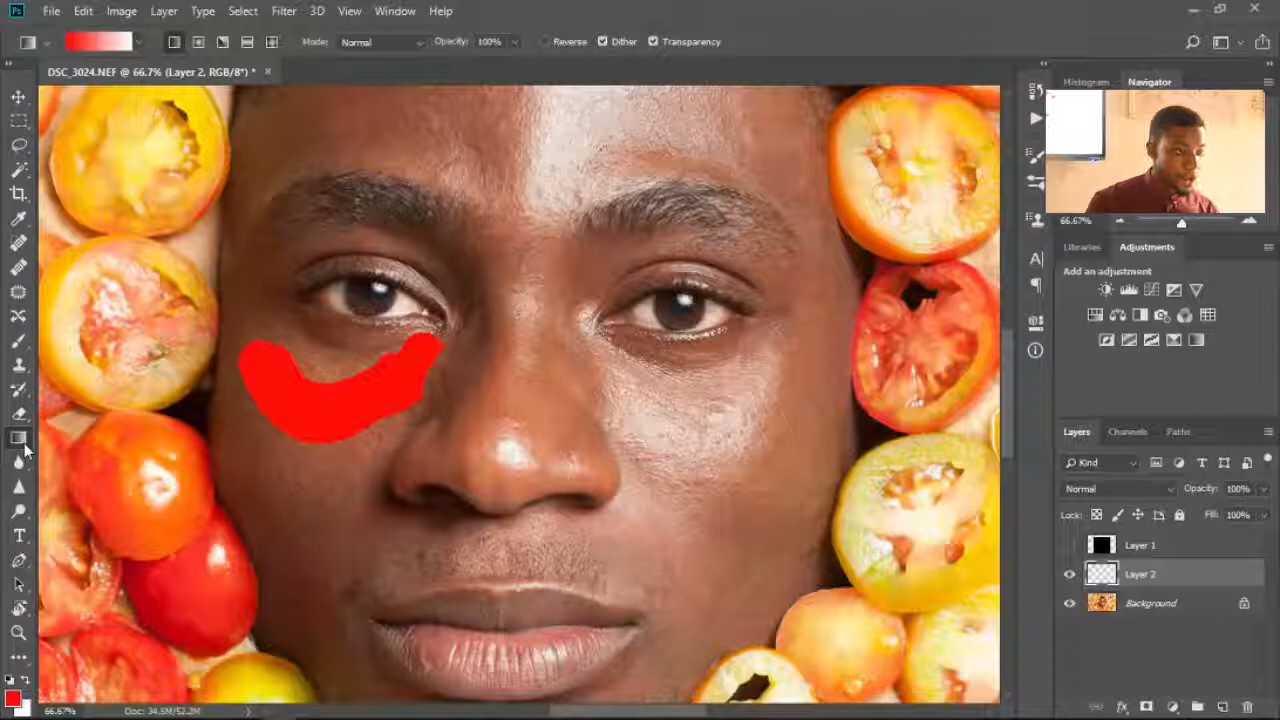 Ps File Edit Image Layer Type Select Filter 3D View Window Help
Mode: Normal Opacity: 100% Reverse Dither Transparency
DSC_3024.NEF @ 66.7% (Layer 2, RGB/8*) * ×
Histogram Navigator
66.67%
Libraries Adjustments
Add an adjustment
Layers Channels Paths
Kind
Normal Opacity: 100%
Lock: Fill: 100%
Layer 1
Layer 2
Background
66.67% Doc: 34.5M/52.2M